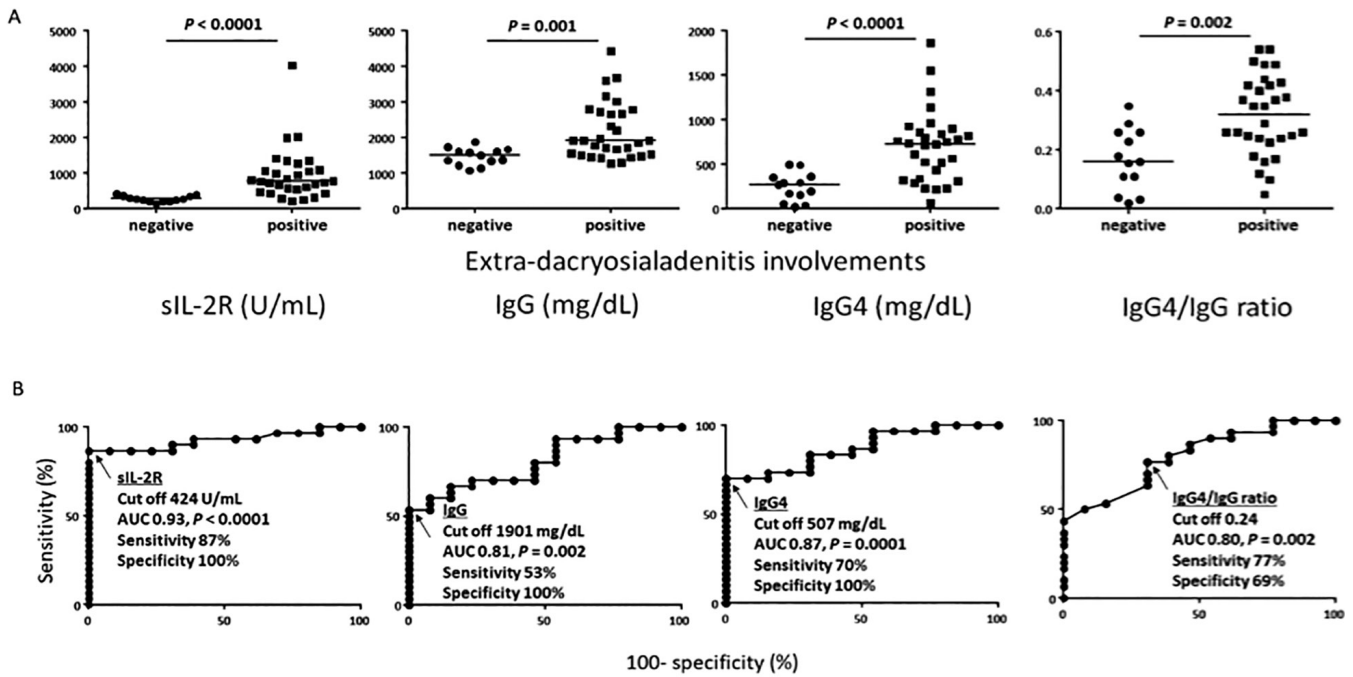 A
P < 0.0001
P = 0.001
P < 0.0001
P = 0.002
5000
4000
3000
2000
1000
0
negative
positive
5000
4000
3000
2000
1000
0
negative
positive
2000
1500
1000
500
0
negative
positive
0.6
0.4
0.2
0.0
negative
positive
Extra-dacryosialadenitis involvements
sIL-2R (U/mL)
IgG (mg/dL)
IgG4 (mg/dL)
IgG4/IgG ratio
B
Sensitivity (%)
100
50
0
0
50
100
sIL-2R
Cut off 424 U/mL
AUC 0.93, P < 0.0001
Sensitivity 87%
Specificity 100%
100
50
0
0
50
100
IgG
Cut off 1901 mg/dL
AUC 0.81, P = 0.002
Sensitivity 53%
Specificity 100%
100
50
0
0
50
100
IgG4
Cut off 507 mg/dL
AUC 0.87, P = 0.0001
Sensitivity 70%
Specificity 100%
100
50
0
0
50
100
IgG4/IgG ratio
Cut off 0.24
AUC 0.80, P = 0.002
Sensitivity 77%
Specificity 69%
100- specificity (%)